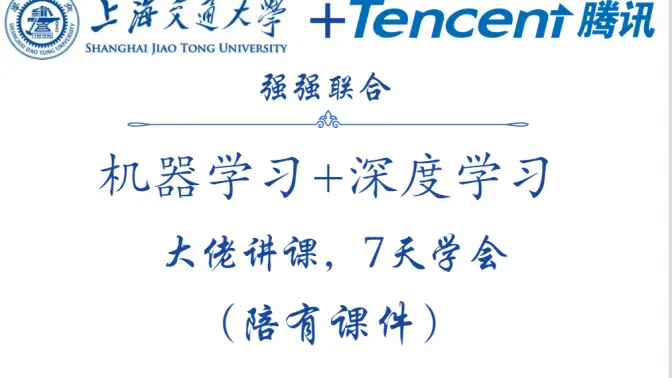 上海交通大学 +Tencent 腾讯
SHANGHAI JIAO TONG UNIVERSITY
强强联合
机器学习+深度学习
大佬讲课，7天学会
（陪有课件）